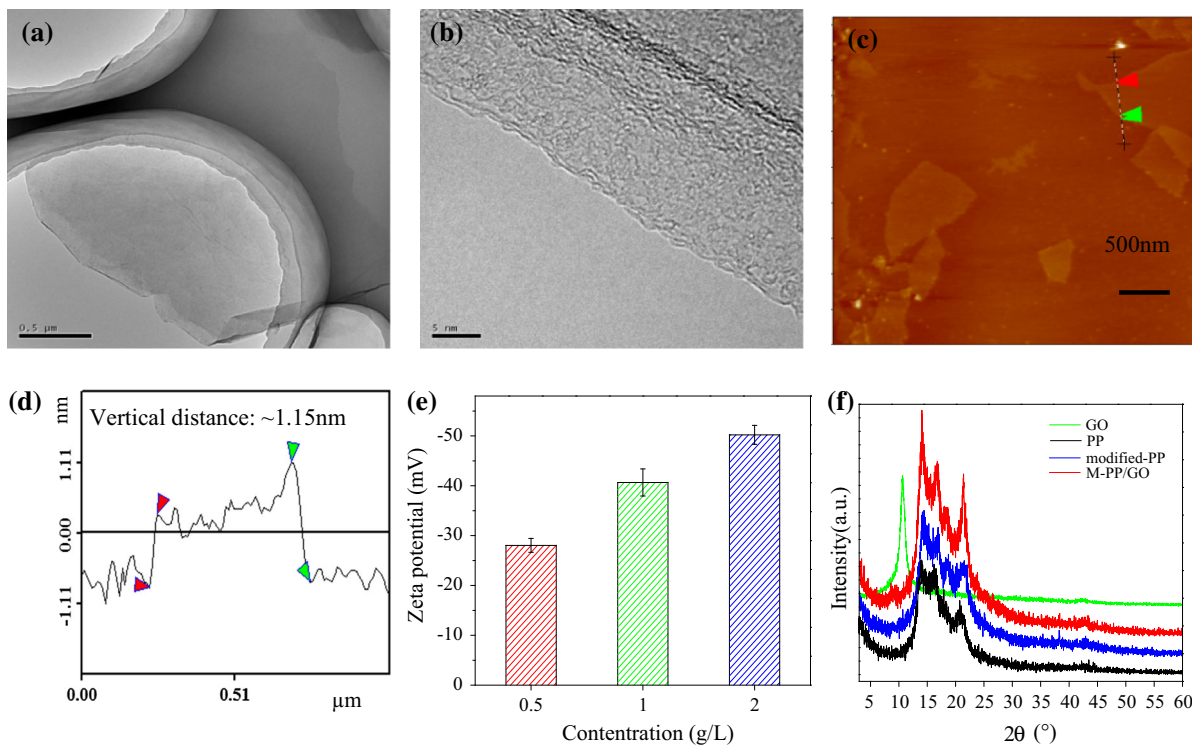 (a)
0.5 µm
(b)
5 nm
(c)
500nm
(d)
nm
Vertical distance: ~1.15nm
1.11
0.00
-1.11
0.00
0.51
µm
(e)
Zeta potential (mV)
-50
-40
-30
-20
-10
0
0.5
1
2
Contentration (g/L)
(f)
Intensity(a.u.)
GO
PP
modified-PP
M-PP/GO
5 10 15 20 25 30 35 40 45 50 55 60
2θ (°)